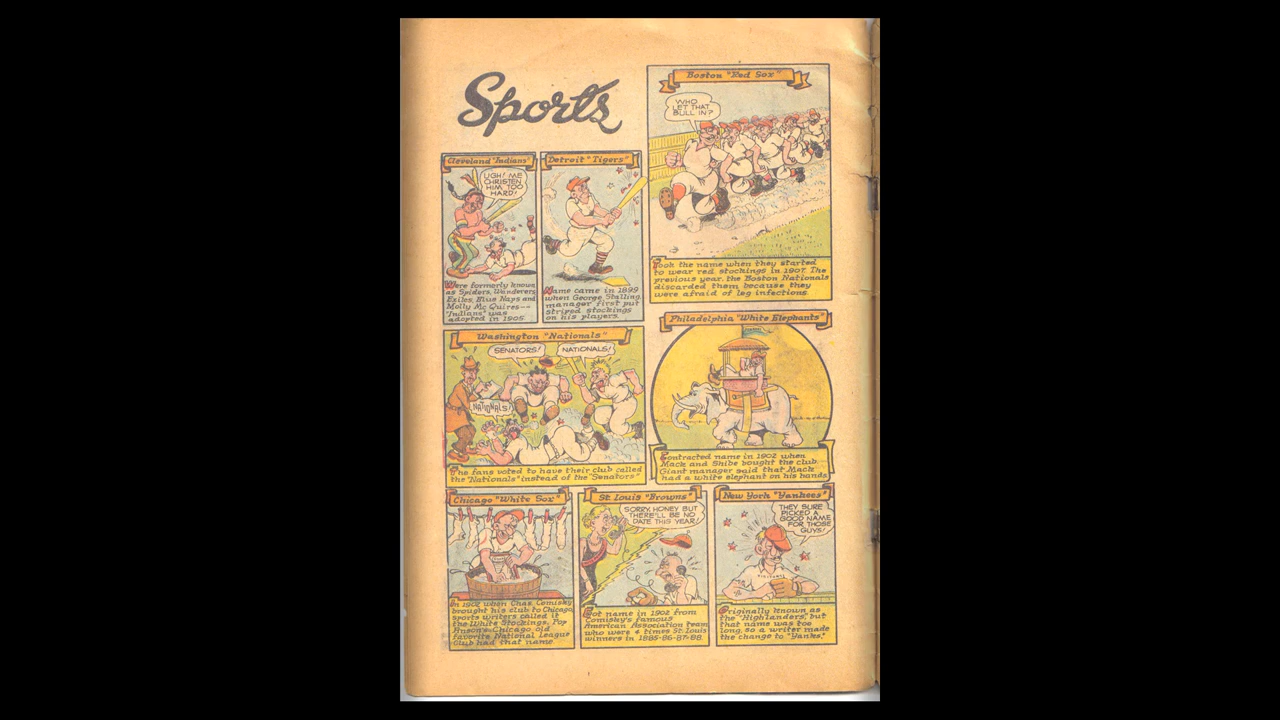 Sports
Cleveland "Indians"
UGH! ME
CHRISTEN
HIM TOO
HARD!
Were formerly known
as Spiders, Wanderers
Exiles, Blue Naps and
Molly Mc Quires--
"Indians" was
adopted in 1905.
Detroit "Tigers"
Name came in 1899
when George Stalling,
manager first put
striped stockings
on his players.
Boston "Red Sox"
WHO
LET THAT
BULL IN?
Took the name when they started
to wear red stockings in 1907. The
previous year, the Boston Nationals
discarded them because they
were afraid of leg infections.
Washington "Nationals"
SENATORS!
NATIONALS!
NATIONALS!
The fans voted to have their club called
the "Nationals" instead of the "Senators"
Philadelphia "White Elephants"
Contracted name in 1902 when
Mack and Shibe bought the club.
Giant manager said that Mack
had a white elephant on his hands
Chicago "White Sox"
In 1902 when Chas. Comisky
brought his club to Chicago
sports writers called it
the White Stockings. Pop
Anson's Chicago old
Favorite National League
Club had that name.
St. Louis "Browns"
SORRY, HONEY BUT
THERE'LL BE NO
DATE THIS YEAR!
Got name in 1902 from
Comisky's famous
American Association team
who were 4 times St. Louis
winners in 1885-86-87-88.
New York "Yankees"
THEY SURE
PICKED A
GOOD NAME
FOR THOSE
GUYS!
Originally known as
the "Highlanders", but
that name was too
long, so a writer made
the change to "Yanks."